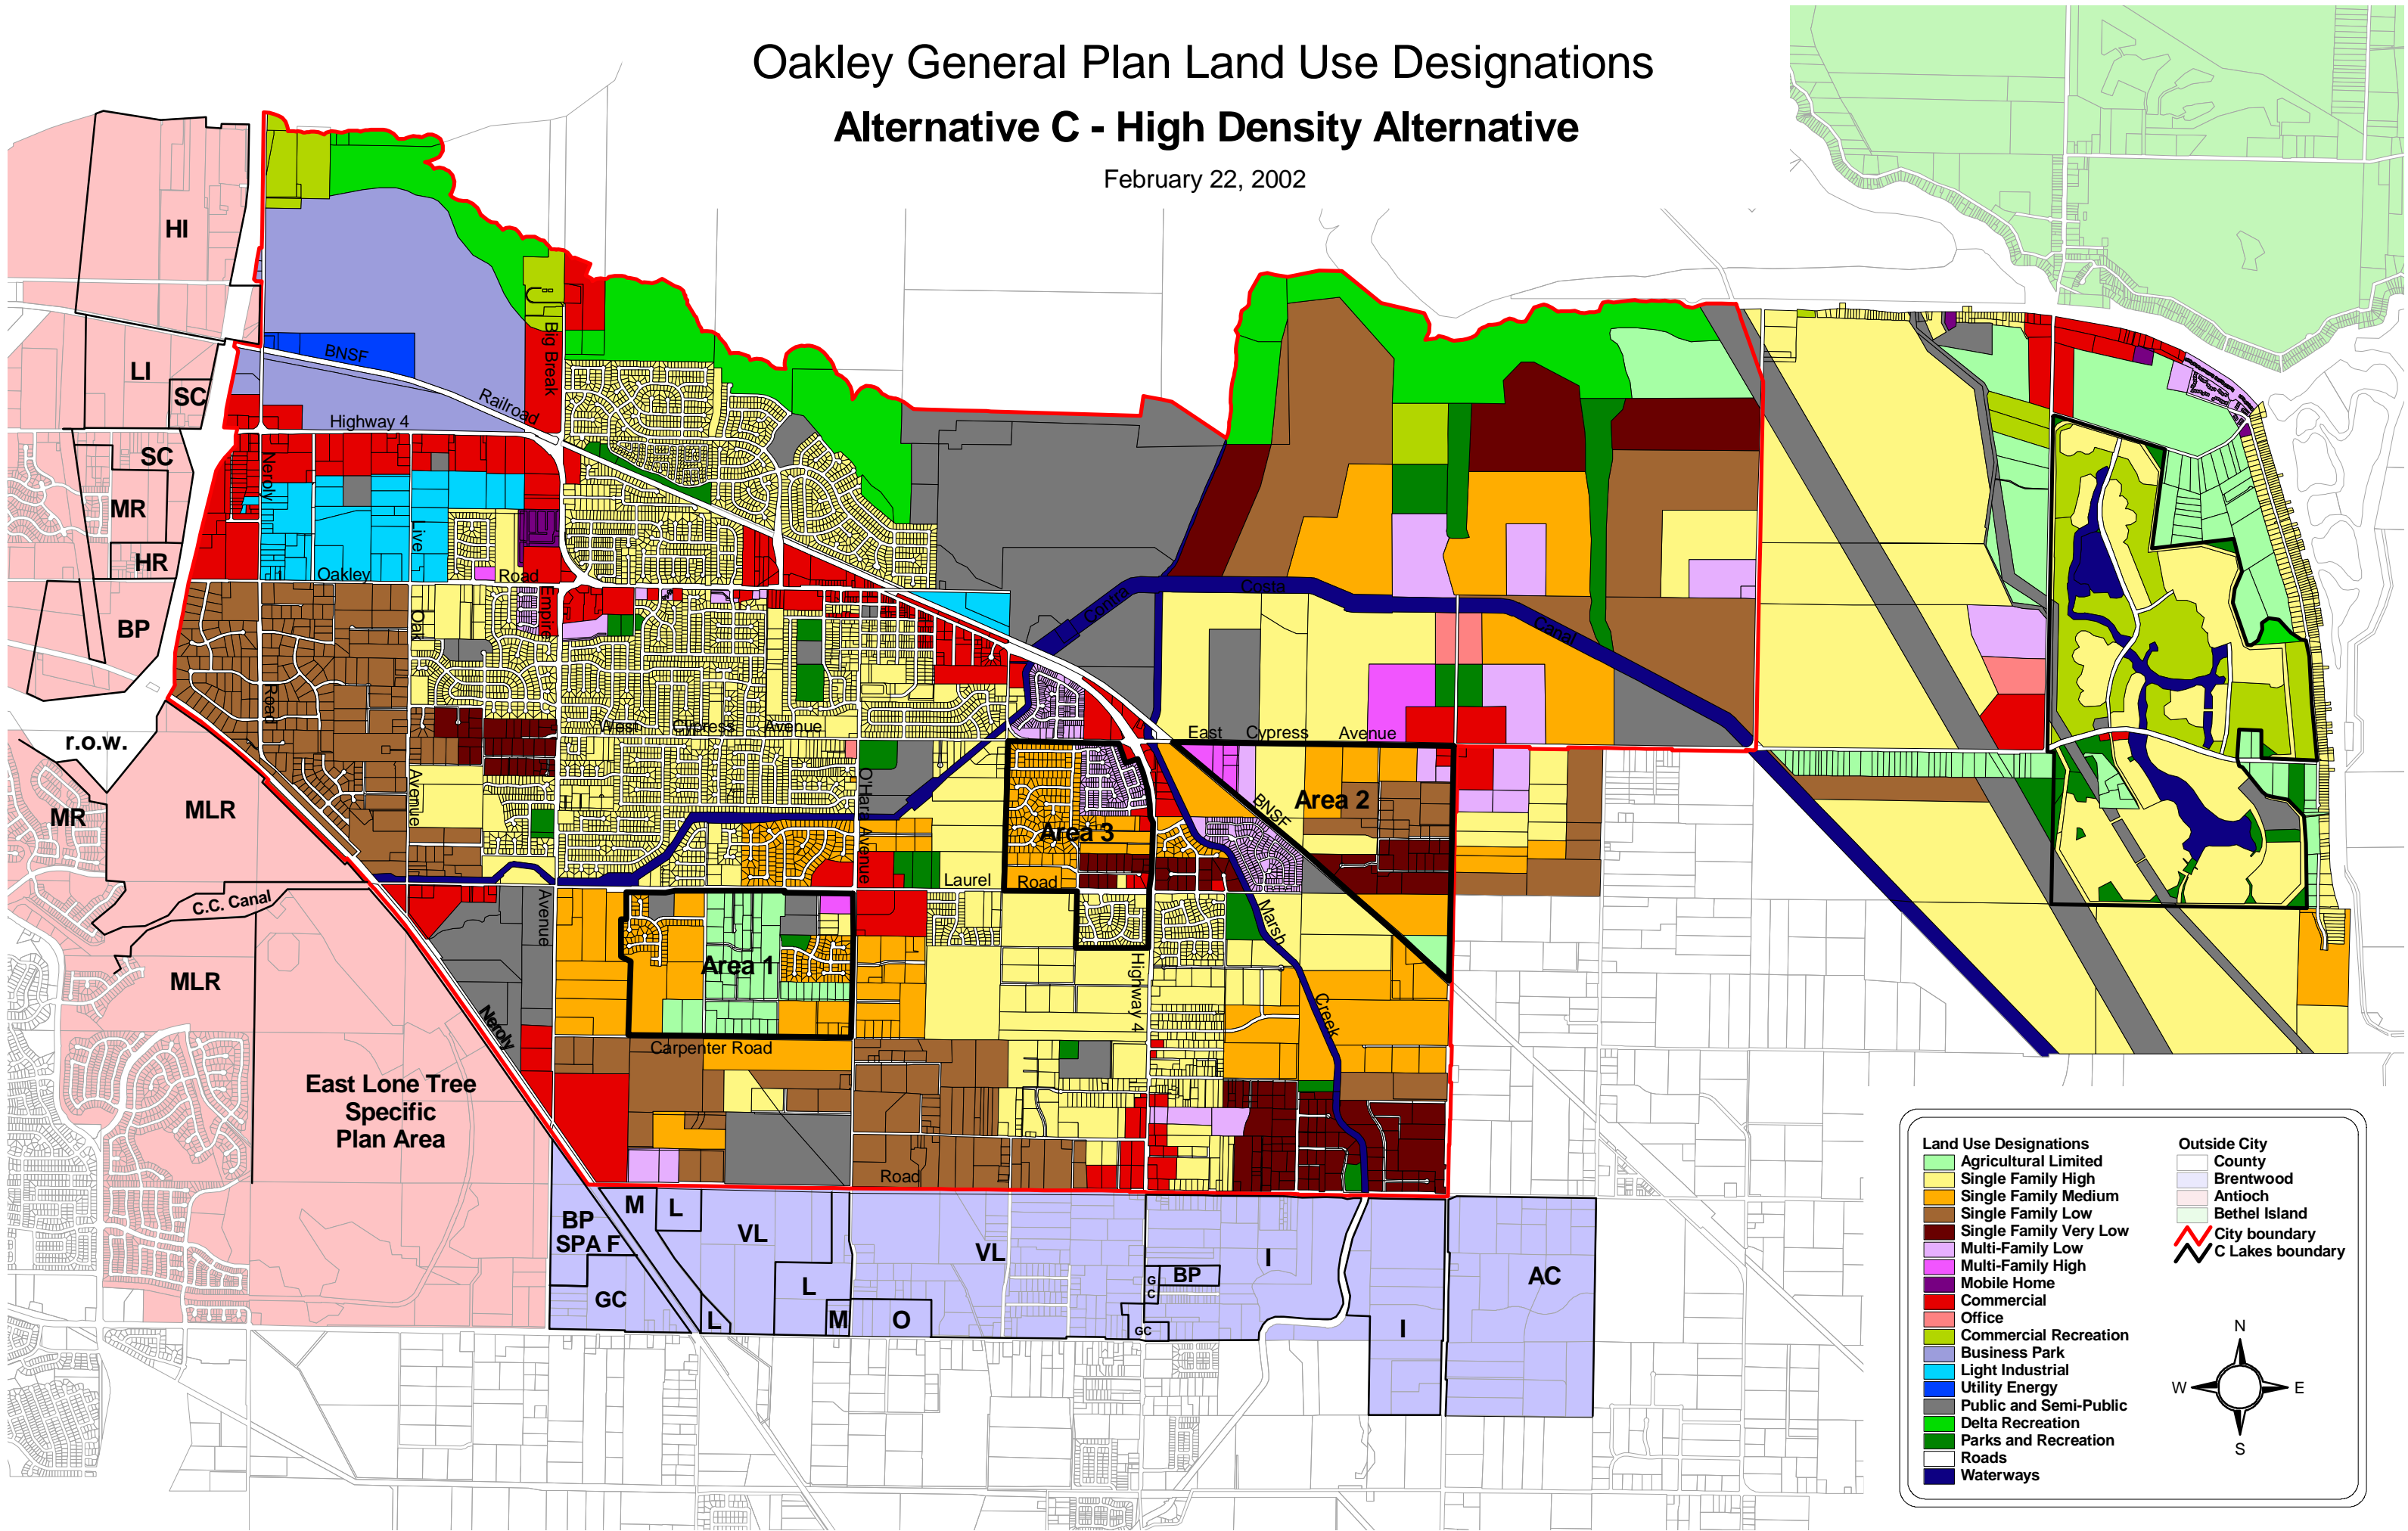 Oakley General Plan Land Use Designations
Alternative C - High Density Alternative
February 22, 2002
HI
LI
SC
SC
MR
HR
BP
r.o.w.
MR
MLR
C.C. Canal
MLR
East Lone Tree
Specific
Plan Area
BNSF
Railroad
Big Break
Highway 4
Neroly
Live
Oakley
Road
Empire
Oak
Road
Contra
Costa
Canal
West
Cypress
Avenue
East
Cypress
Avenue
Avenue
O'Hara Avenue
BNSF
Area 2
Area 3
Laurel
Road
Avenue
Marsh
Area 1
Highway 4
Creek
Neroly
Carpenter Road
Road
BP
SPA F
M
L
VL
GC
L
L
M
O
VL
G
C
BP
GC
I
I
AC
Land Use Designations
Agricultural Limited
Single Family High
Single Family Medium
Single Family Low
Single Family Very Low
Multi-Family Low
Multi-Family High
Mobile Home
Commercial
Office
Commercial Recreation
Business Park
Light Industrial
Utility Energy
Public and Semi-Public
Delta Recreation
Parks and Recreation
Roads
Waterways
Outside City
County
Brentwood
Antioch
Bethel Island
City boundary
C Lakes boundary
N
W
E
S